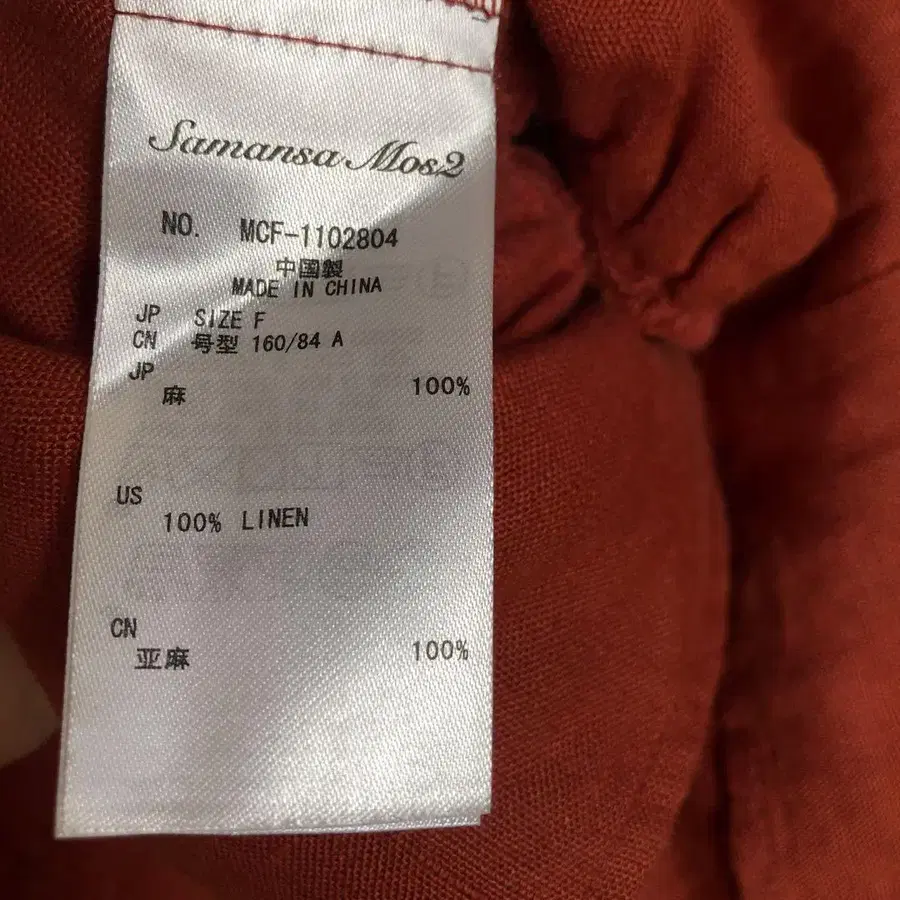 Samansa Mos2
NO. MCF-1102804
中国製
MADE IN CHINA
JP SIZE F
CN 号型 160/84 A
JP
麻 100%
US
100% LINEN
CN
亚麻 100%